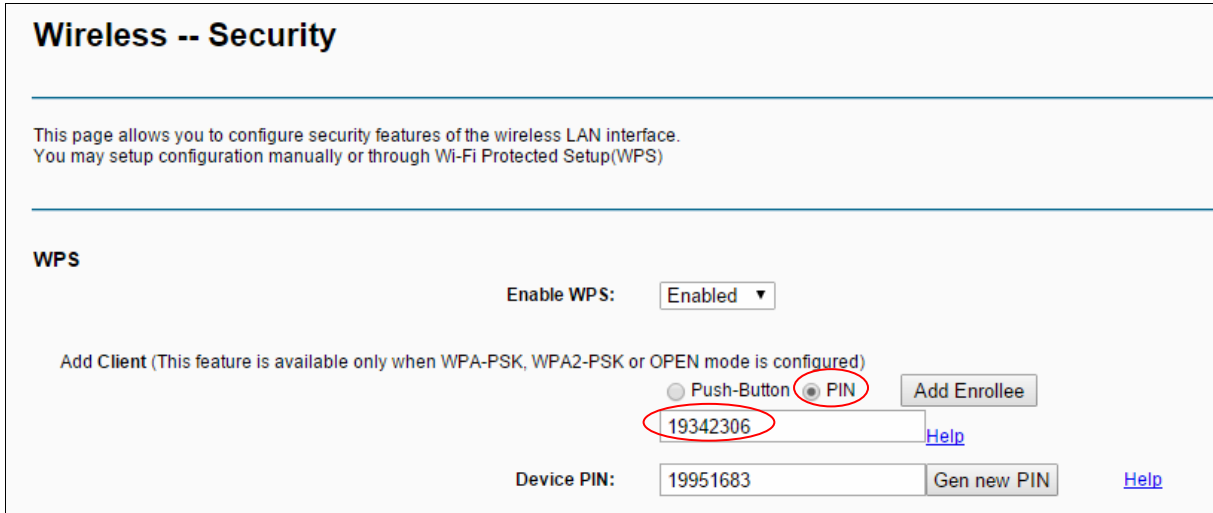 Wireless -- Security
This page allows you to configure security features of the wireless LAN interface.
You may setup configuration manually or through Wi-Fi Protected Setup(WPS)
WPS
Enable WPS: Enabled
Add Client (This feature is available only when WPA-PSK, WPA2-PSK or OPEN mode is configured)
Push-Button PIN Add Enrollee
19342306 Help
Device PIN: 19951683 Gen new PIN Help